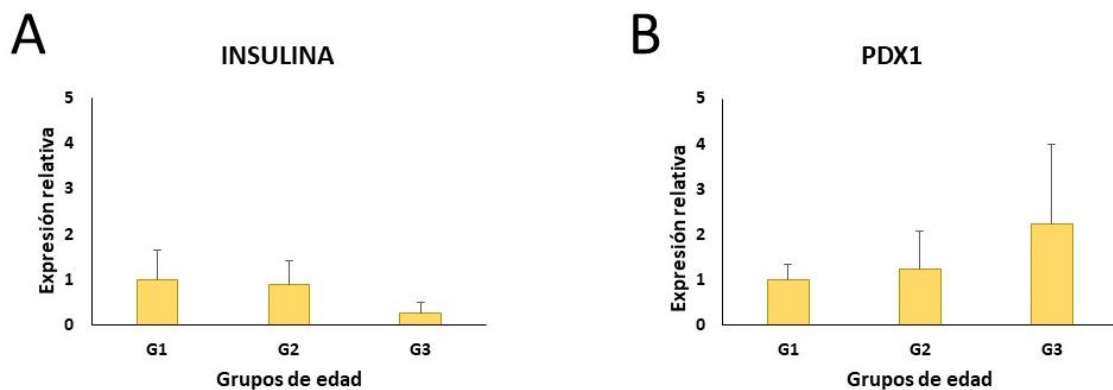 A
INSULINA
Expresión relativa
5
4
3
2
1
0
G1 G2 G3
Grupos de edad
B
PDX1
Expresión relativa
5
4
3
2
1
0
G1 G2 G3
Grupos de edad